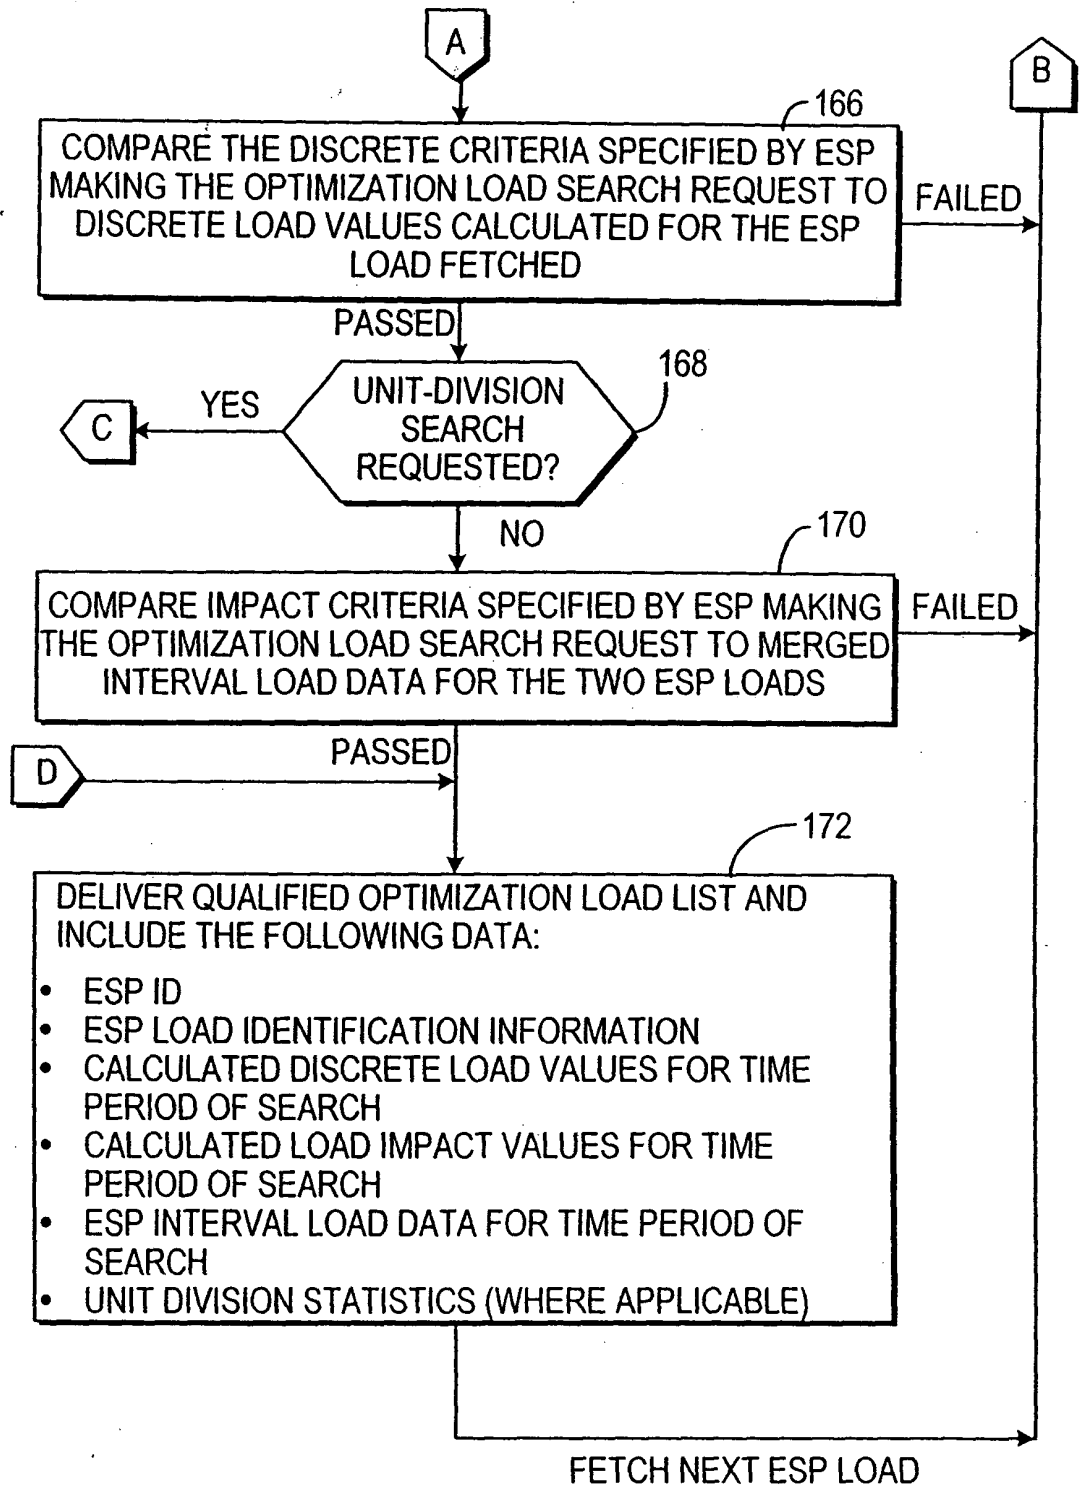 A
B
166
COMPARE THE DISCRETE CRITERIA SPECIFIED BY ESP
MAKING THE OPTIMIZATION LOAD SEARCH REQUEST TO
DISCRETE LOAD VALUES CALCULATED FOR THE ESP
LOAD FETCHED
FAILED
PASSED
168
UNIT-DIVISION
SEARCH
REQUESTED?
YES
C
NO
170
COMPARE IMPACT CRITERIA SPECIFIED BY ESP MAKING
THE OPTIMIZATION LOAD SEARCH REQUEST TO MERGED
INTERVAL LOAD DATA FOR THE TWO ESP LOADS
FAILED
PASSED
D
172
DELIVER QUALIFIED OPTIMIZATION LOAD LIST AND
INCLUDE THE FOLLOWING DATA:
• ESP ID
• ESP LOAD IDENTIFICATION INFORMATION
• CALCULATED DISCRETE LOAD VALUES FOR TIME
PERIOD OF SEARCH
• CALCULATED LOAD IMPACT VALUES FOR TIME
PERIOD OF SEARCH
• ESP INTERVAL LOAD DATA FOR TIME PERIOD OF
SEARCH
• UNIT DIVISION STATISTICS (WHERE APPLICABLE)
FETCH NEXT ESP LOAD